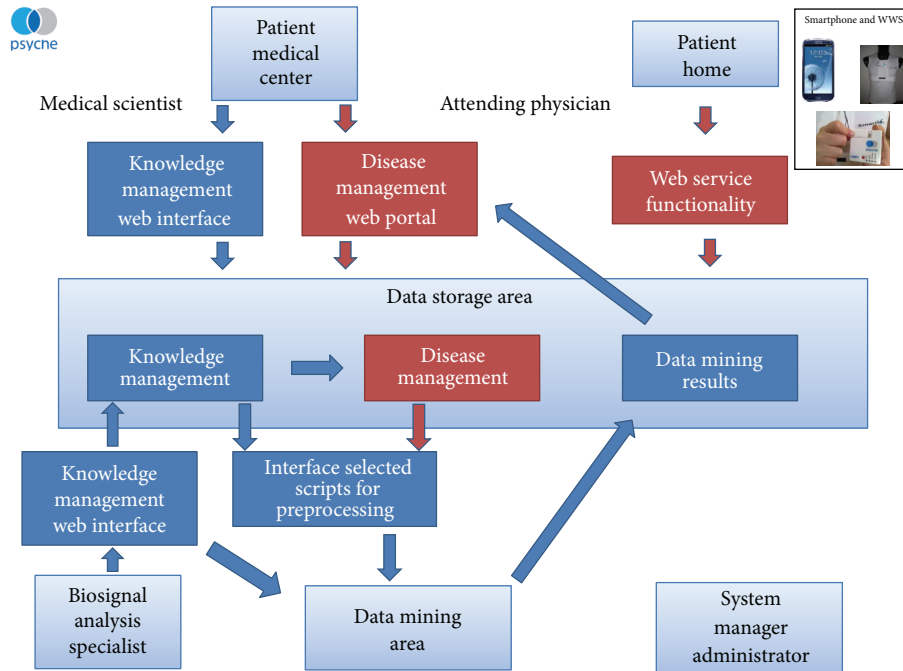 psyche
Patient
medical
center
Patient
home
Smartphone and WWS
Medical scientist
Attending physician
Knowledge
management
web interface
Disease
management
web portal
Web service
functionality
Data storage area
Knowledge
management
Disease
management
Data mining
results
Knowledge
management
web interface
Interface selected
scripts for
preprocessing
Biosignal
analysis
specialist
Data mining
area
System
manager
administrator